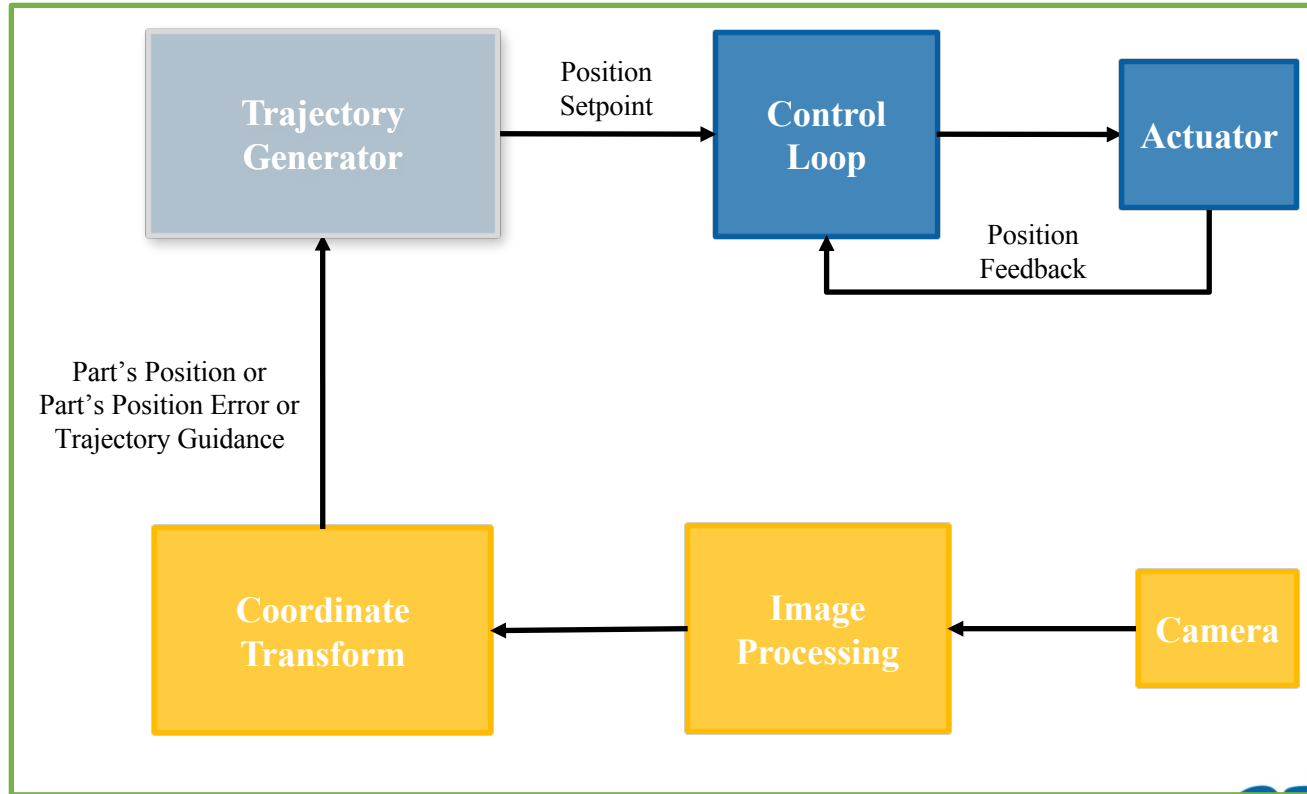 Trajectory
Generator
Position
Setpoint
Control
Loop
Actuator
Position
Feedback
Part’s Position or
Part’s Position Error or
Trajectory Guidance
Coordinate
Transform
Image
Processing
Camera